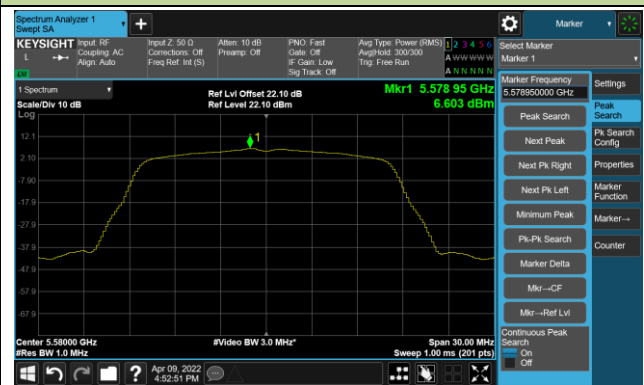 Spectrum Analyzer 1
Swept SA
+
Marker
KEYSIGHT
L
Input: RF
Coupling: AC
Align: Auto
Input Z: 50 Ω
Corrections: Off
Freq Ref: Int (S)
Atten: 10 dB
Preamp: Off
PNO: Fast
Gate: Off
IF Gain: Low
Sig Track: Off
Avg Type: Power (RMS)
Avg|Hold: 300/300
Trig: Free Run
1 2 3 4 5 6
A W W W W W
A N N N N N
Select Marker
Marker 1
1 Spectrum
Scale/Div 10 dB
Log
Ref Lvl Offset 22.10 dB
Ref Level 22.10 dBm
Mkr1 5.578 95 GHz
6.603 dBm
1
12.1
2.10
-7.90
-17.9
-27.9
-37.9
-47.9
-57.9
-67.9
Center 5.58000 GHz
#Res BW 1.0 MHz
#Video BW 3.0 MHz*
Span 30.00 MHz
Sweep 1.00 ms (201 pts)
Marker Frequency
5.578950000 GHz
Peak Search
Next Peak
Next Pk Right
Next Pk Left
Minimum Peak
Pk-Pk Search
Marker Delta
Mkr→CF
Mkr→Ref Lvl
Continuous Peak
Search
On
Off
Settings
Peak
Search
Pk Search
Config
Properties
Marker
Function
Marker→
Counter
?
Apr 09, 2022
4:52:51 PM